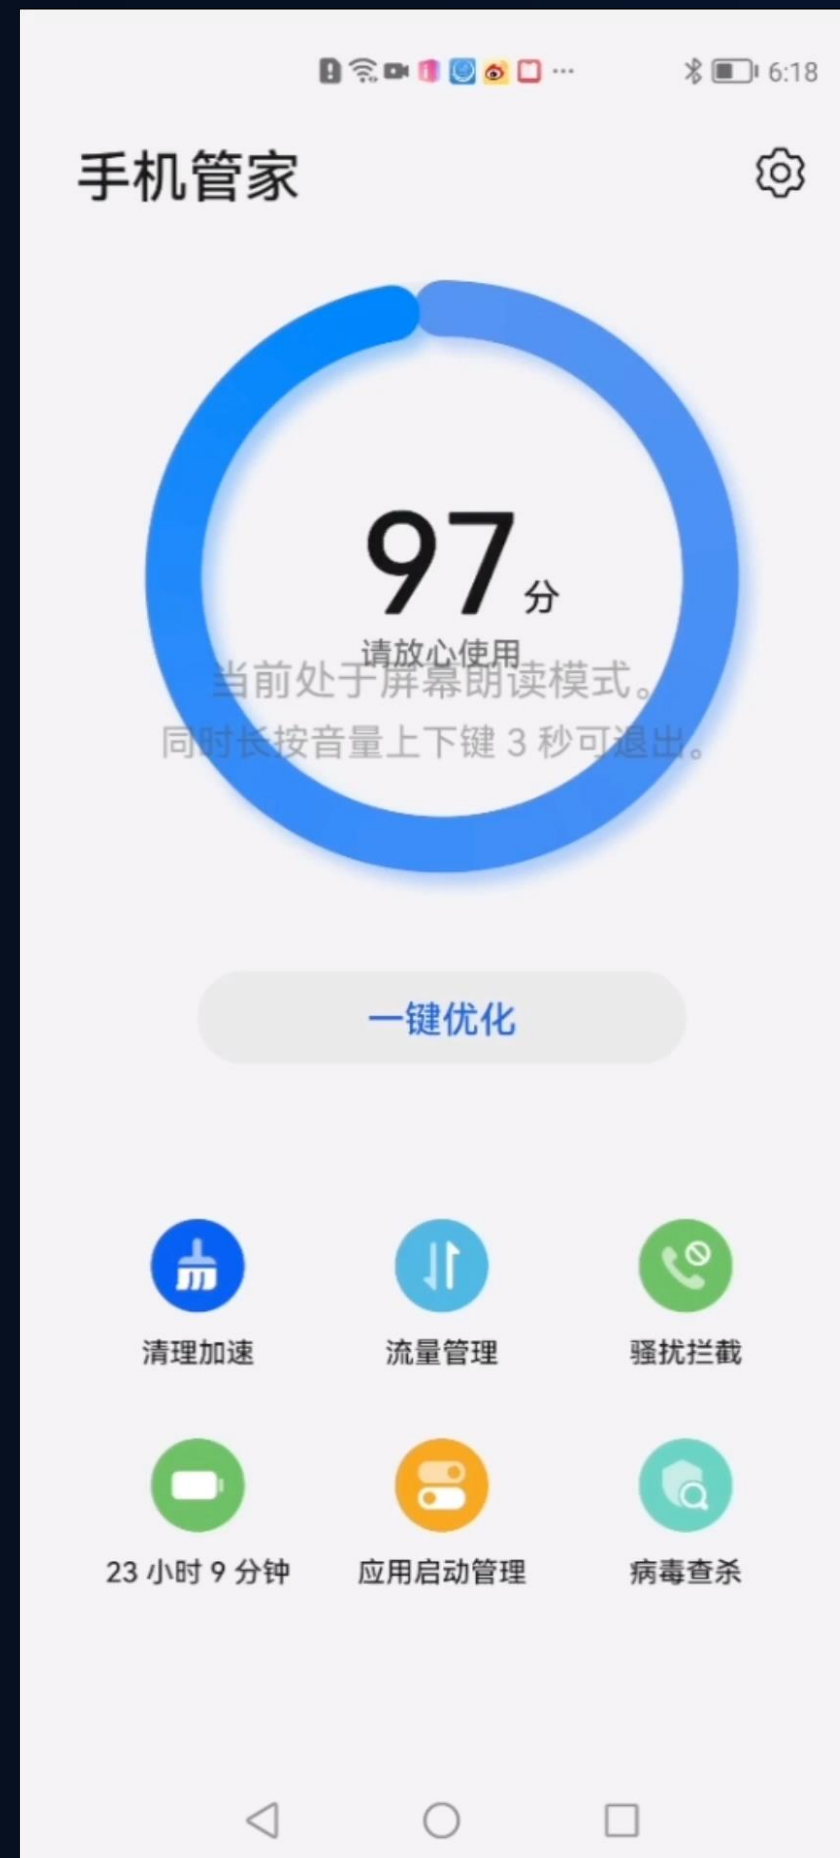 6:18
手机管家
97分
请放心使用
当前处于屏幕朗读模式。
同时长按音量上下键 3 秒可退出。
一键优化
清理加速 流量管理 骚扰拦截
23 小时 9 分钟 应用启动管理 病毒查杀